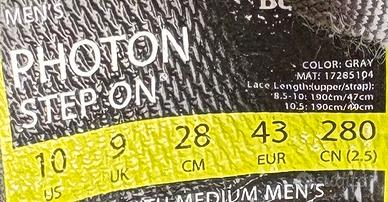 MEN'S
PHOTON
STEP ON®
COLOR: GRAY
MAT: 17285104
Lace Length(upper/strap):
8.5-10: 190cm/47cm
10.5: 190cm/49cm
10 9 28 43 280
US UK CM EUR CN (2.5)
MEDIUM MEN'S